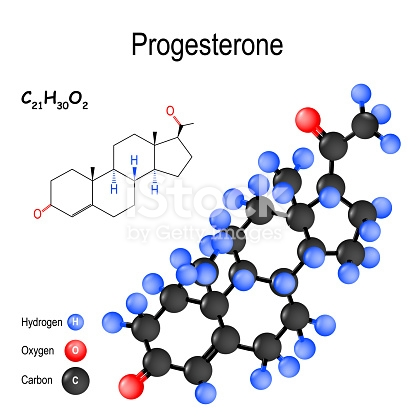 Progesterone
C₂₁H₃₀O₂
O
H
H H
O
iStock
by Getty Images
Hydrogen H
Oxygen O
Carbon C